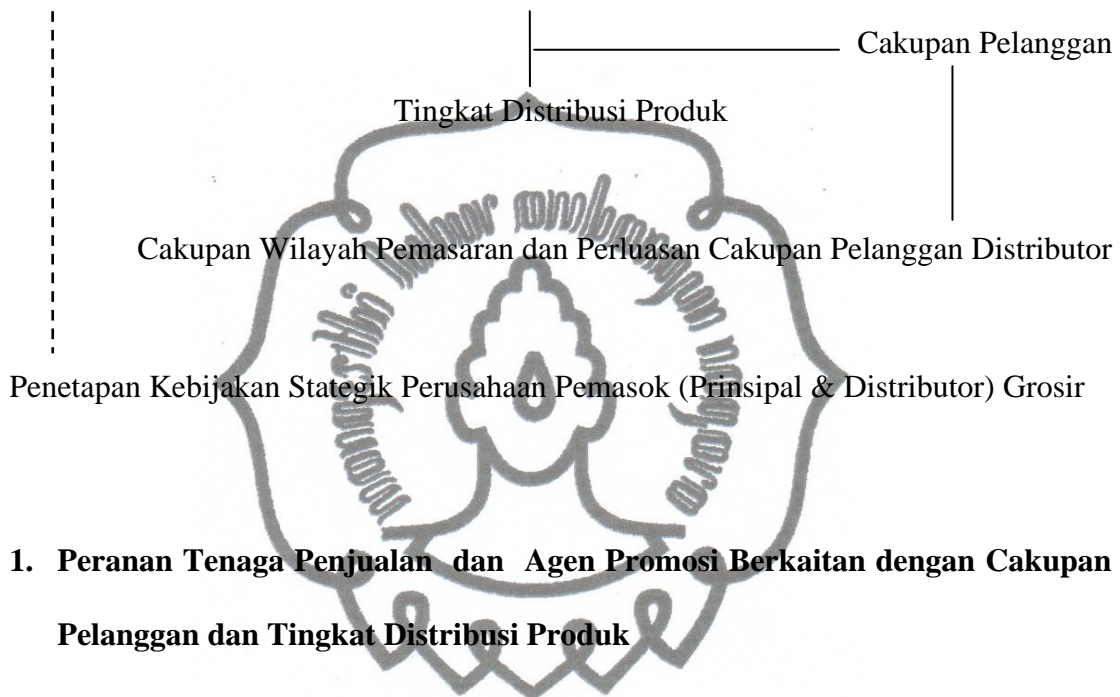 Cakupan Pelanggan
Tingkat Distribusi Produk
Cakupan Wilayah Pemasaran dan Perluasan Cakupan Pelanggan Distributor
Penetapan Kebijakan Stategik Perusahaan Pemasok (Prinsipal & Distributor) Grosir
1. Peranan Tenaga Penjualan dan Agen Promosi Berkaitan dengan Cakupan
Pelanggan dan Tingkat Distribusi Produk